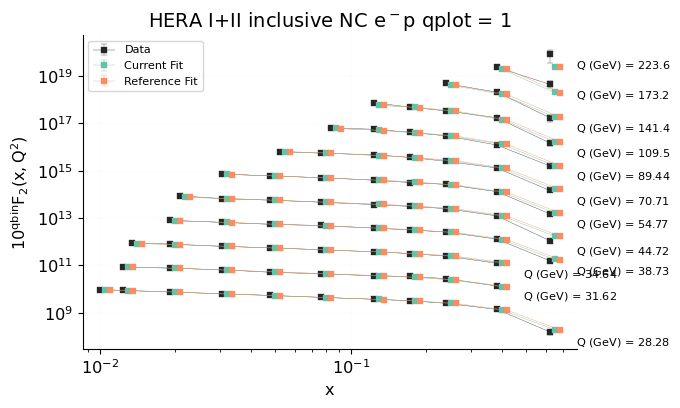 HERA I+II inclusive NC e⁻p qplot = 1
Data
Current Fit
Reference Fit
10^qbin F₂(x, Q²)
10¹⁹
10¹⁷
10¹⁵
10¹³
10¹¹
10⁹
Q (GeV) = 223.6
Q (GeV) = 173.2
Q (GeV) = 141.4
Q (GeV) = 109.5
Q (GeV) = 89.44
Q (GeV) = 70.71
Q (GeV) = 54.77
Q (GeV) = 44.72
Q (GeV) = 38.73
Q (GeV) = 34.64
Q (GeV) = 31.62
Q (GeV) = 28.28
10⁻²
10⁻¹
x